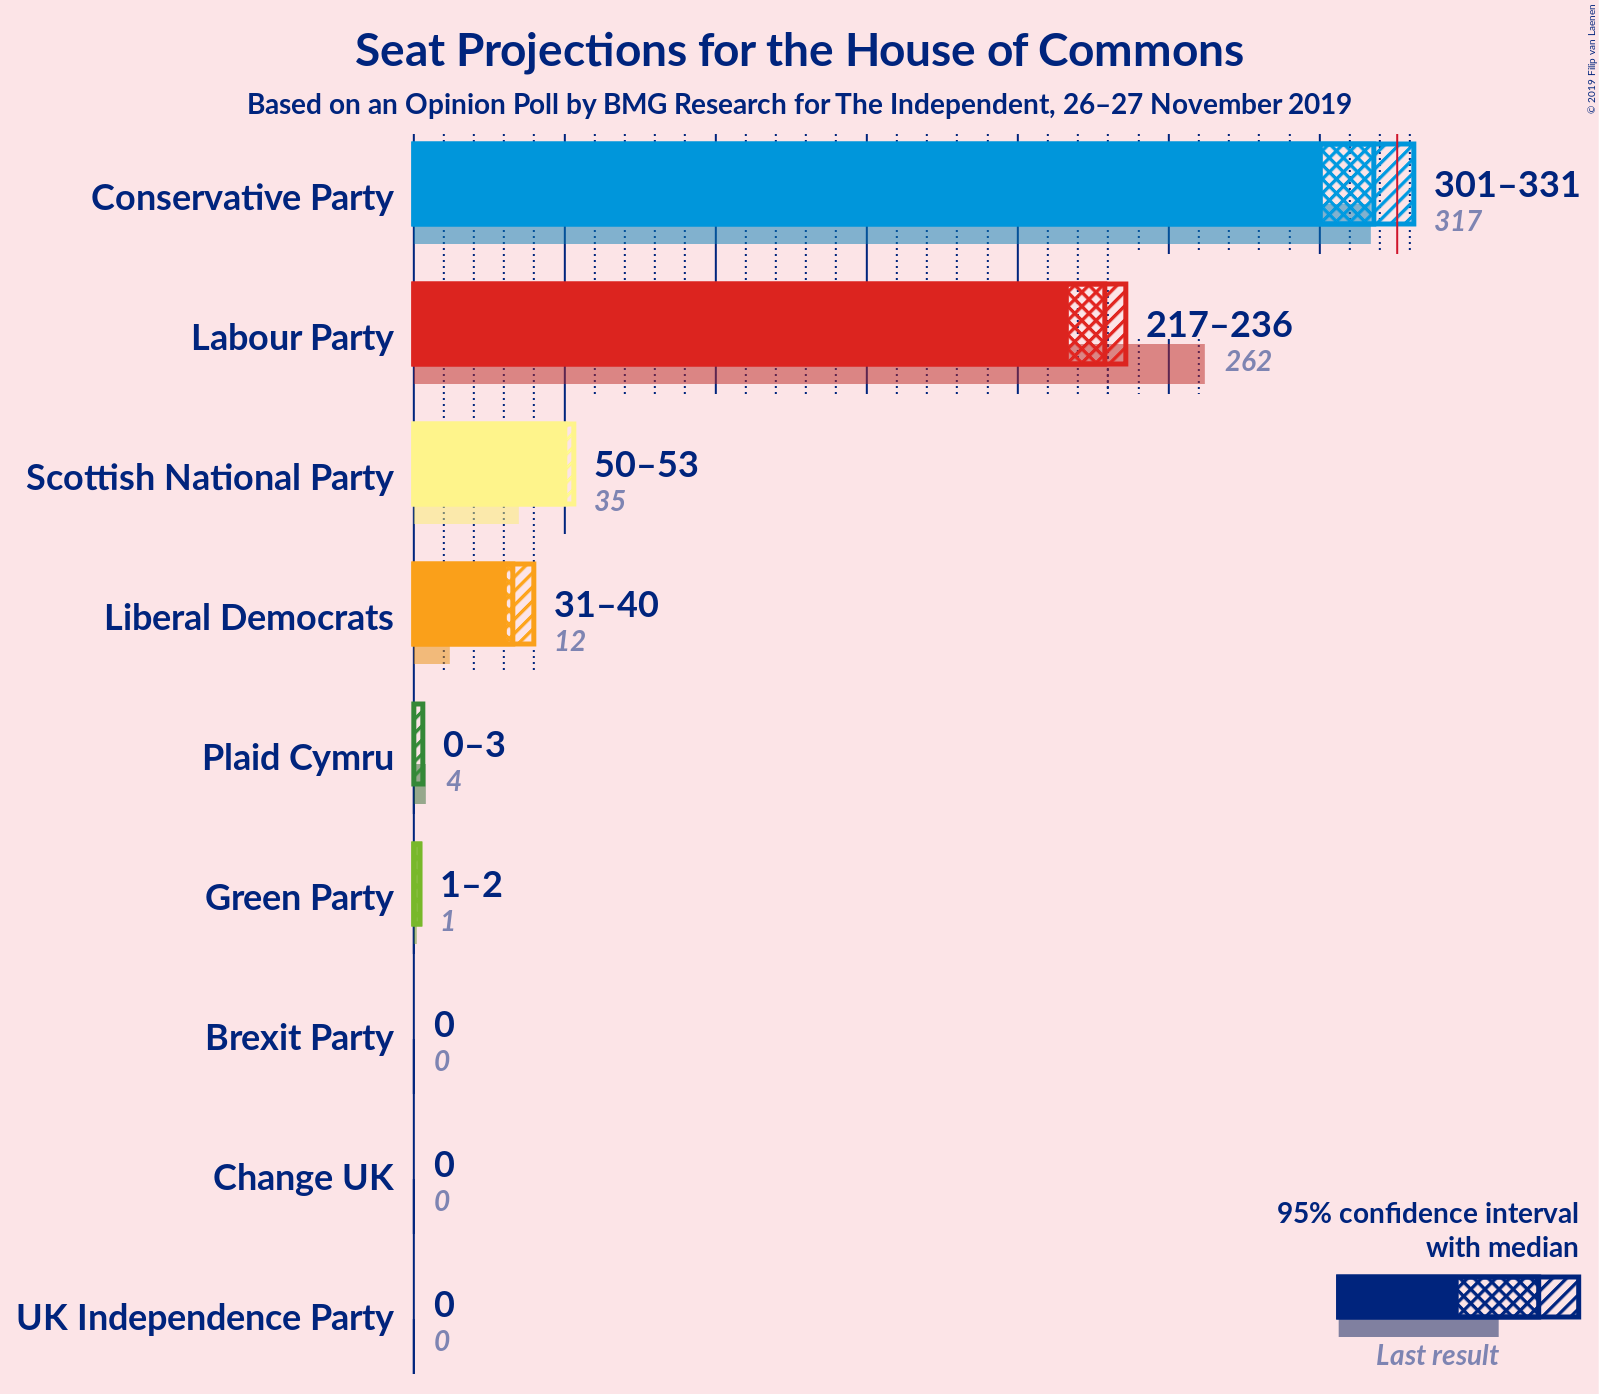 Seat Projections for the House of Commons
Based on an Opinion Poll by BMG Research for The Independent, 26–27 November 2019
© 2019 Filip van Laenen
Conservative Party
301–331
317
Labour Party
217–236
262
Scottish National Party
50–53
35
Liberal Democrats
31–40
12
Plaid Cymru
0–3
4
Green Party
1–2
1
Brexit Party
0
0
Change UK
0
0
UK Independence Party
0
0
95% confidence interval
with median
Last result